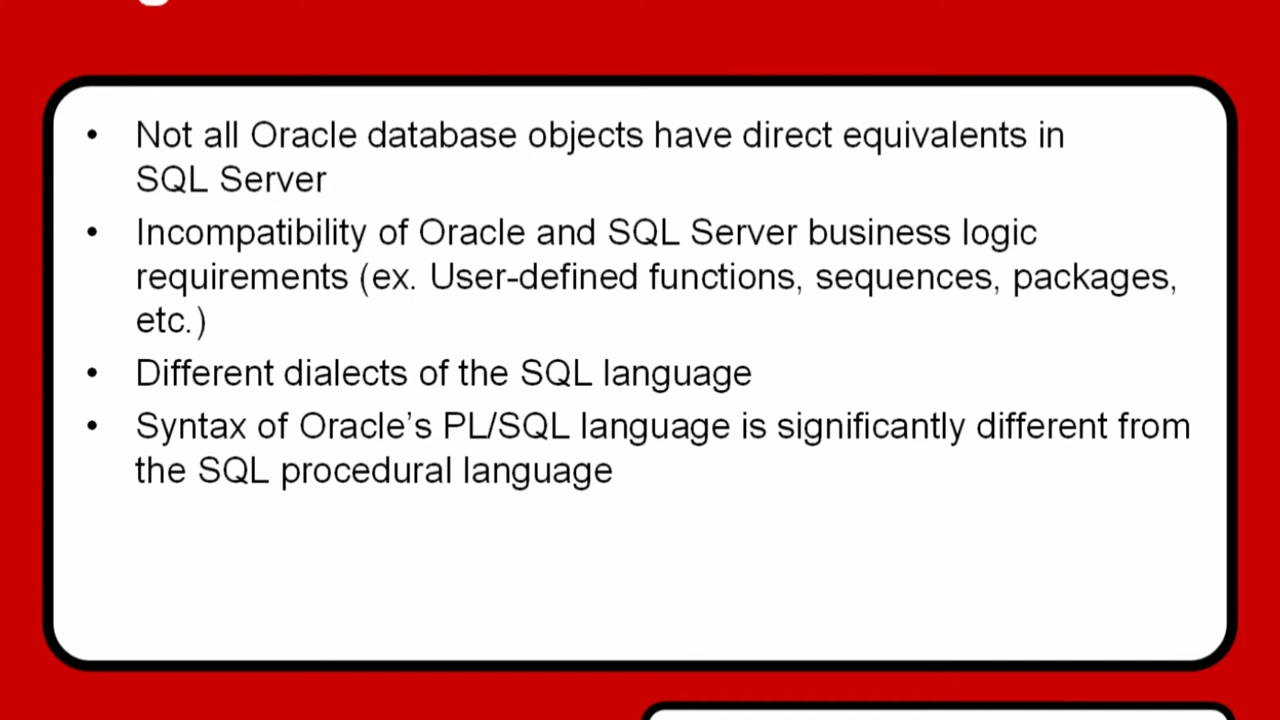 • Not all Oracle database objects have direct equivalents in
SQL Server
• Incompatibility of Oracle and SQL Server business logic
requirements (ex. User-defined functions, sequences, packages,
etc.)
• Different dialects of the SQL language
• Syntax of Oracle’s PL/SQL language is significantly different from
the SQL procedural language